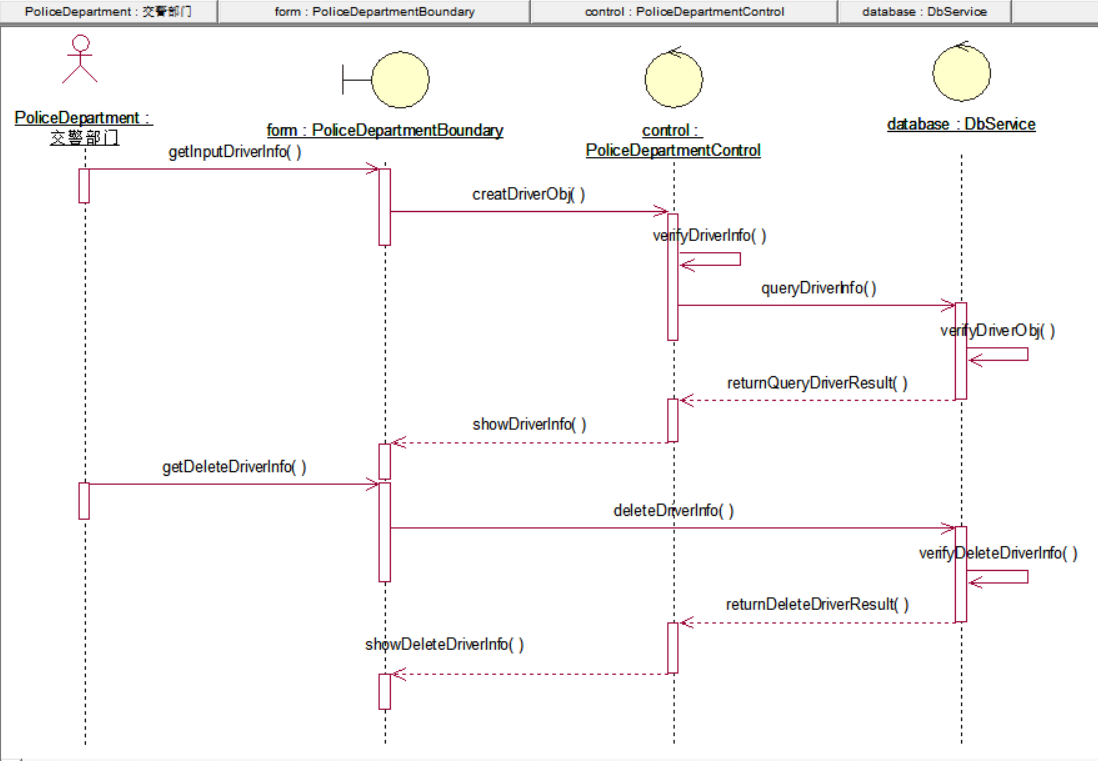 PoliceDepartment : 交警部门
form : PoliceDepartmentBoundary
control : PoliceDepartmentControl
database : DbService
PoliceDepartment :
交警部门
form : PoliceDepartmentBoundary
control :
PoliceDepartmentControl
database : DbService
getInputDriverInfo( )
creatDriverObj( )
verifyDriverInfo( )
queryDriverInfo( )
verifyDriverObj( )
returnQueryDriverResult( )
showDriverInfo( )
getDeleteDriverInfo( )
deleteDriverInfo( )
verifyDeleteDriverInfo( )
returnDeleteDriverResult( )
showDeleteDriverInfo( )